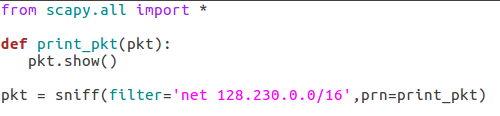 from scapy.all import *
def print_pkt(pkt):
   pkt.show()
pkt = sniff(filter='net 128.230.0.0/16',prn=print_pkt)